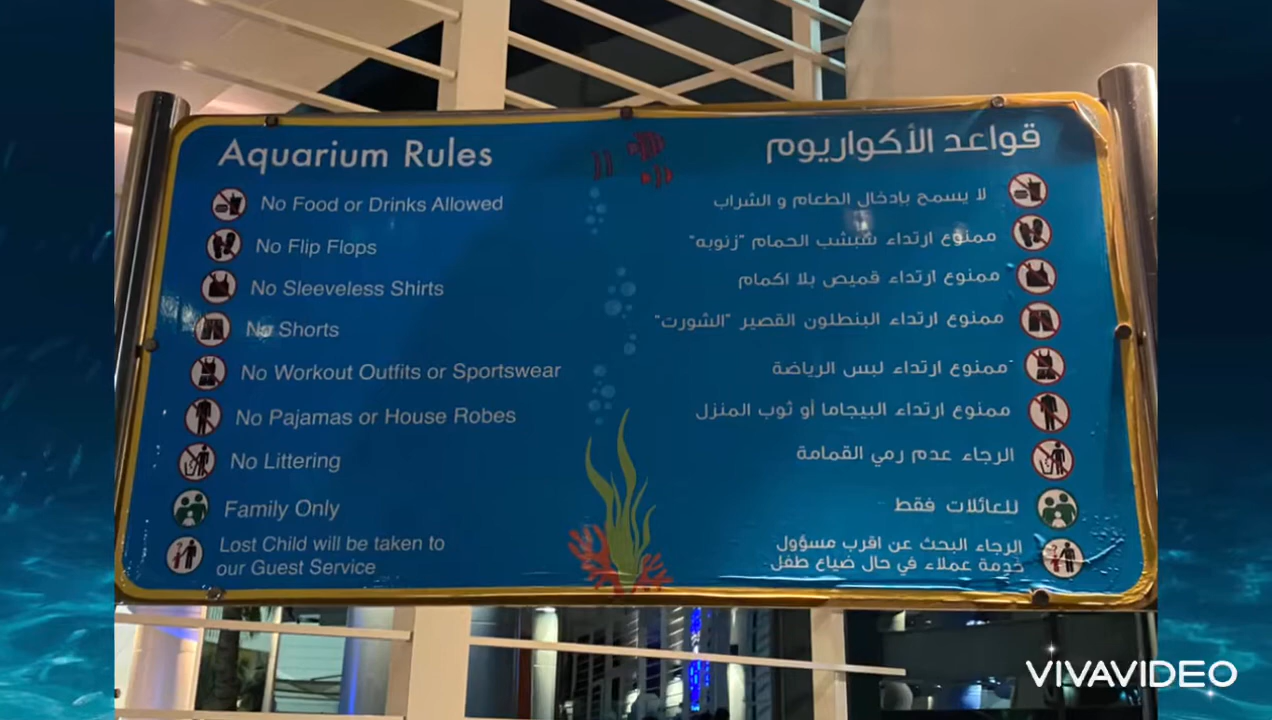 Aquarium Rules
No Food or Drinks Allowed
No Flip Flops
No Sleeveless Shirts
No Shorts
No Workout Outfits or Sportswear
No Pajamas or House Robes
No Littering
Family Only
Lost Child will be taken to
our Guest Service
قواعد الأكواريوم
لا يسمح بإدخال الطعام و الشراب
ممنوع ارتداء شبشب الحمام "زنوبه"
ممنوع ارتداء قميص بلا اكمام
ممنوع ارتداء البنطلون القصير "الشورت"
ممنوع ارتداء لبس الرياضة
ممنوع ارتداء البيجاما أو ثوب المنزل
الرجاء عدم رمي القمامة
للعائلات فقط
الرجاء البحث عن اقرب مسؤول
خدمة عملاء في حال ضياع طفل
VIVAVIDEO